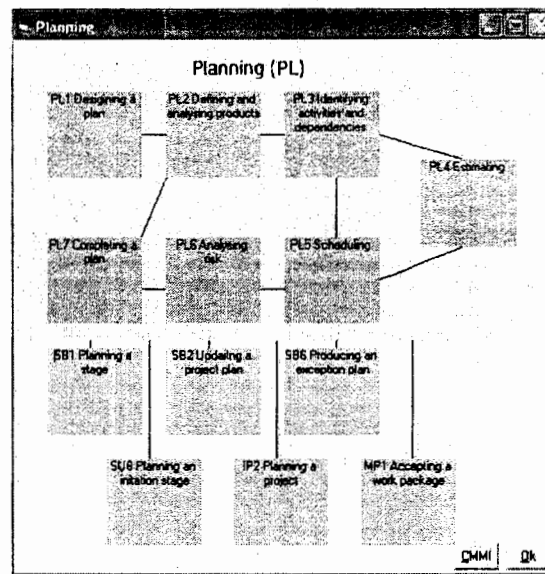 Planning
Planning (PL)
PL1 Designing a
plan
PL2 Defining and
analysing products
PL3 Identifying
activities and
dependencies
PL4 Estimating
PL7 Completing a
plan
PL6 Analysing
risk
PL5 Scheduling
SB1 Planning a
stage
SB2 Updating a
project plan
SB6 Producing an
exception plan
SU6 Planning an
initation stage
IP2 Planning a
project
MP1 Accepting a
work package
CMMI
Ok